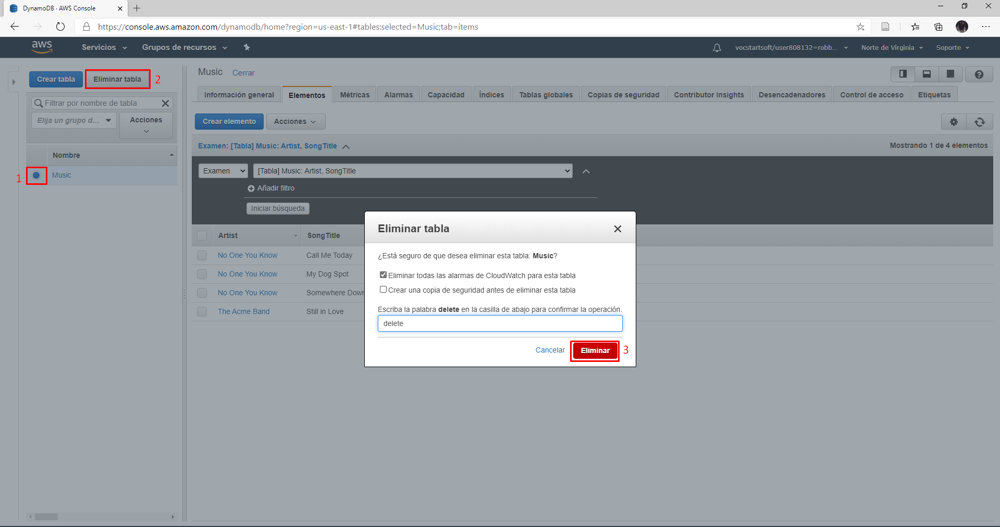 DynamoDB · AWS Console
https://console.aws.amazon.com/dynamodb/home?region=us-east-1#tables:selected=Music;tab=items
aws Servicios Grupos de recursos vocstartsoft/user808132=robb... Norte de Virginia Soporte
Crear tabla Eliminar tabla 2
Filtrar por nombre de tabla
Elija un grupo d... Acciones
Nombre
1 Music
Music Cerrar
Información general Elementos Métricas Alarmas Capacidad Índices Tablas globales Copias de seguridad Contributor Insights Desencadenadores Control de acceso Etiquetas
Crear elemento Acciones
Examen: [Tabla] Music: Artist, SongTitle Mostrando 1 de 4 elementos
Examen [Tabla] Music: Artist, SongTitle
Añadir filtro
Iniciar búsqueda
Artist SongTitle
No One You Know Call Me Today
No One You Know My Dog Spot
No One You Know Somewhere Down
The Acme Band Still in Love
Eliminar tabla
¿Está seguro de que desea eliminar esta tabla: Music?
Eliminar todas las alarmas de CloudWatch para esta tabla
Crear una copia de seguridad antes de eliminar esta tabla
Escriba la palabra delete en la casilla de abajo para confirmar la operación.
delete
Cancelar Eliminar 3